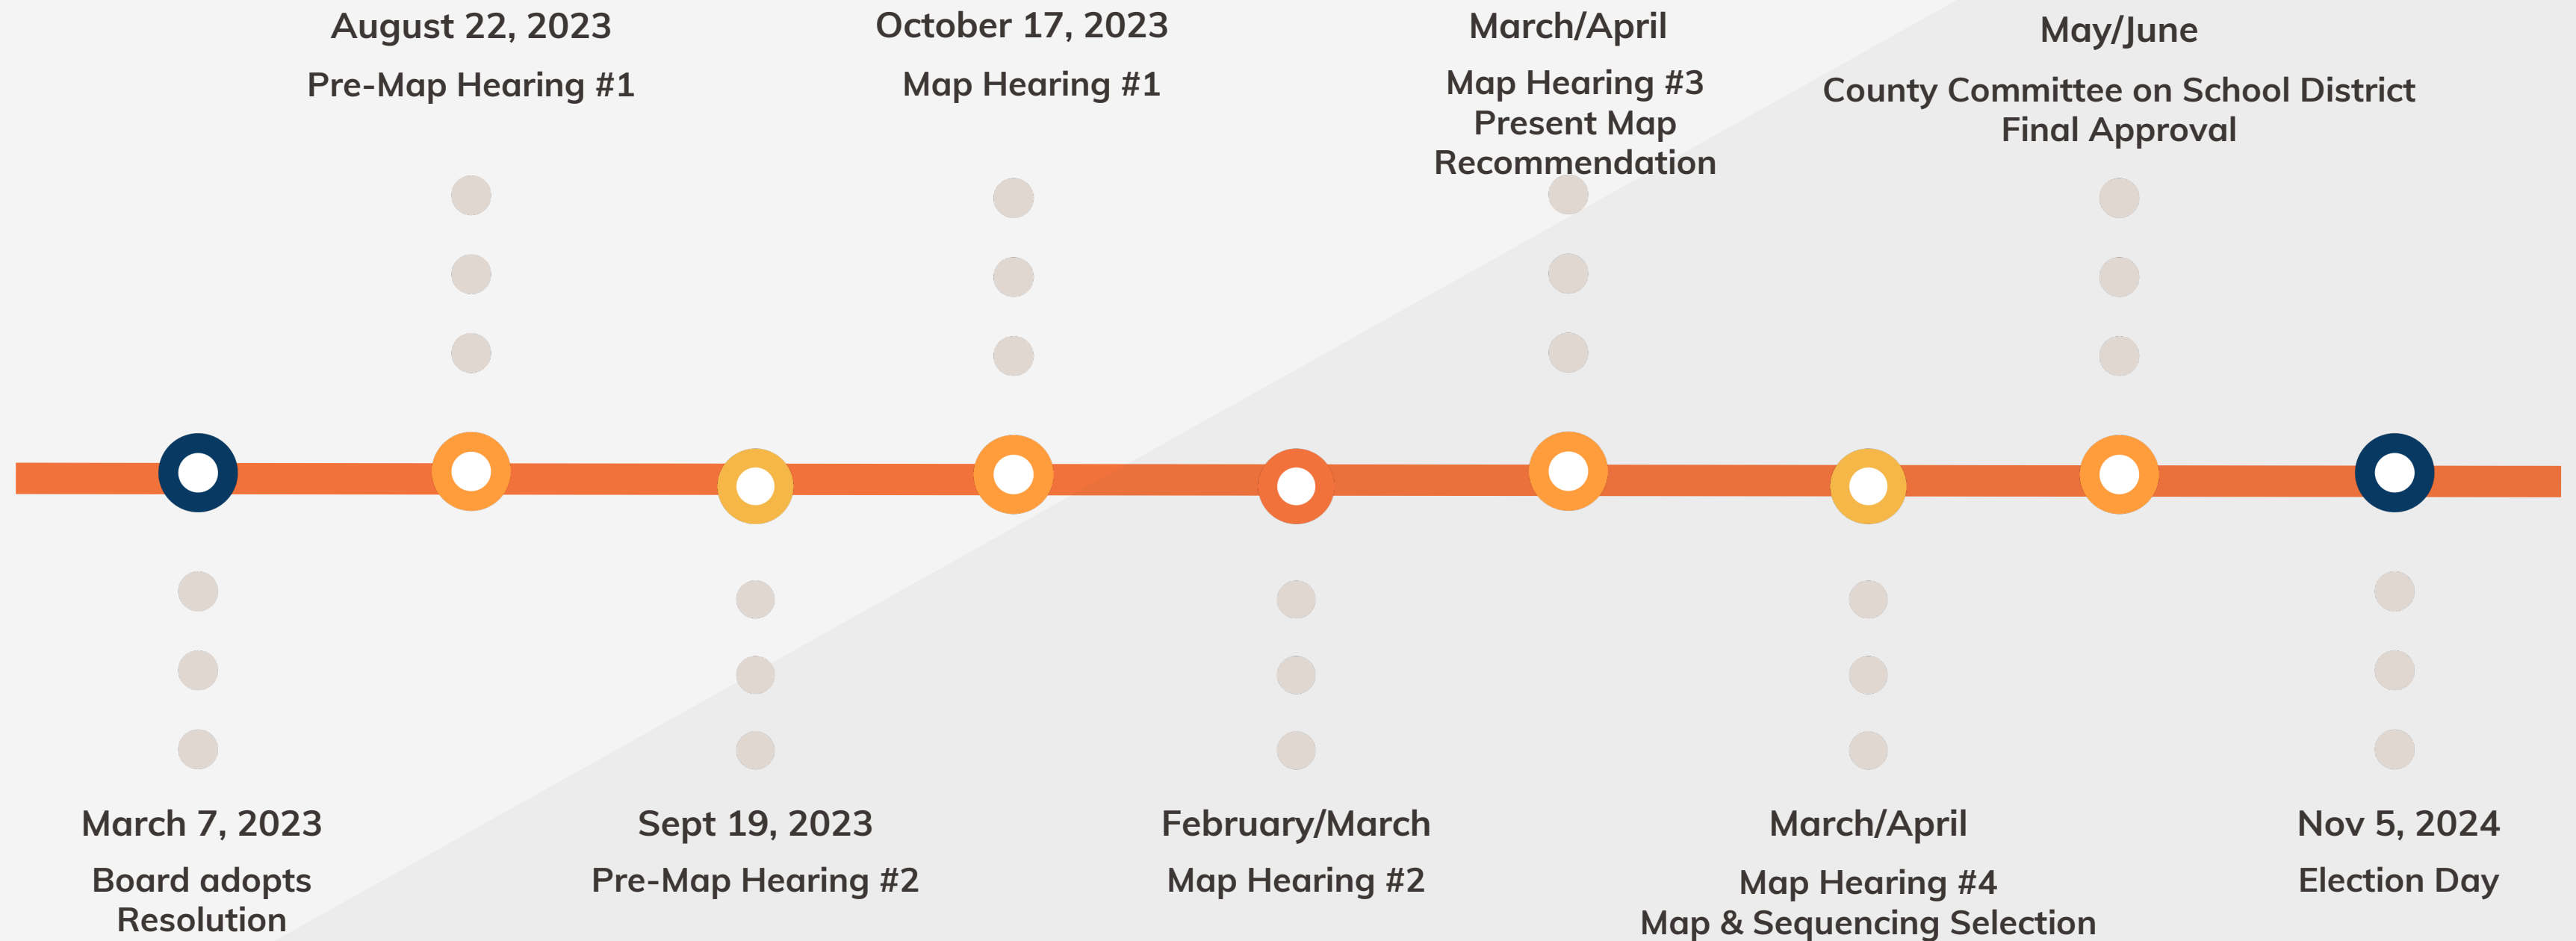 August 22, 2023
Pre-Map Hearing #1
October 17, 2023
Map Hearing #1
March/April
Map Hearing #3
Present Map
Recommendation
May/June
County Committee on School District
Final Approval
March 7, 2023
Board adopts
Resolution
Sept 19, 2023
Pre-Map Hearing #2
February/March
Map Hearing #2
March/April
Map Hearing #4
Map & Sequencing Selection
Nov 5, 2024
Election Day